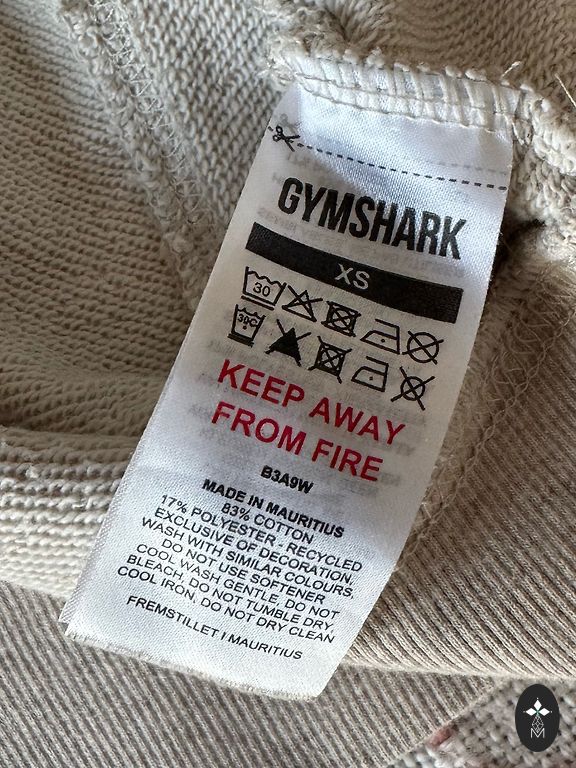 GYMSHARK
XS
30
30C
KEEP AWAY
FROM FIRE
B3A9W
MADE IN MAURITIUS
83% COTTON
17% POLYESTER - RECYCLED
EXCLUSIVE OF DECORATION,
WASH WITH SIMILAR COLOURS,
DO NOT USE SOFTENER
COOL WASH GENTLE, DO NOT
BLEACH, DO NOT TUMBLE DRY,
COOL IRON, DO NOT DRY CLEAN
FREMSTILLET I MAURITIUS
M